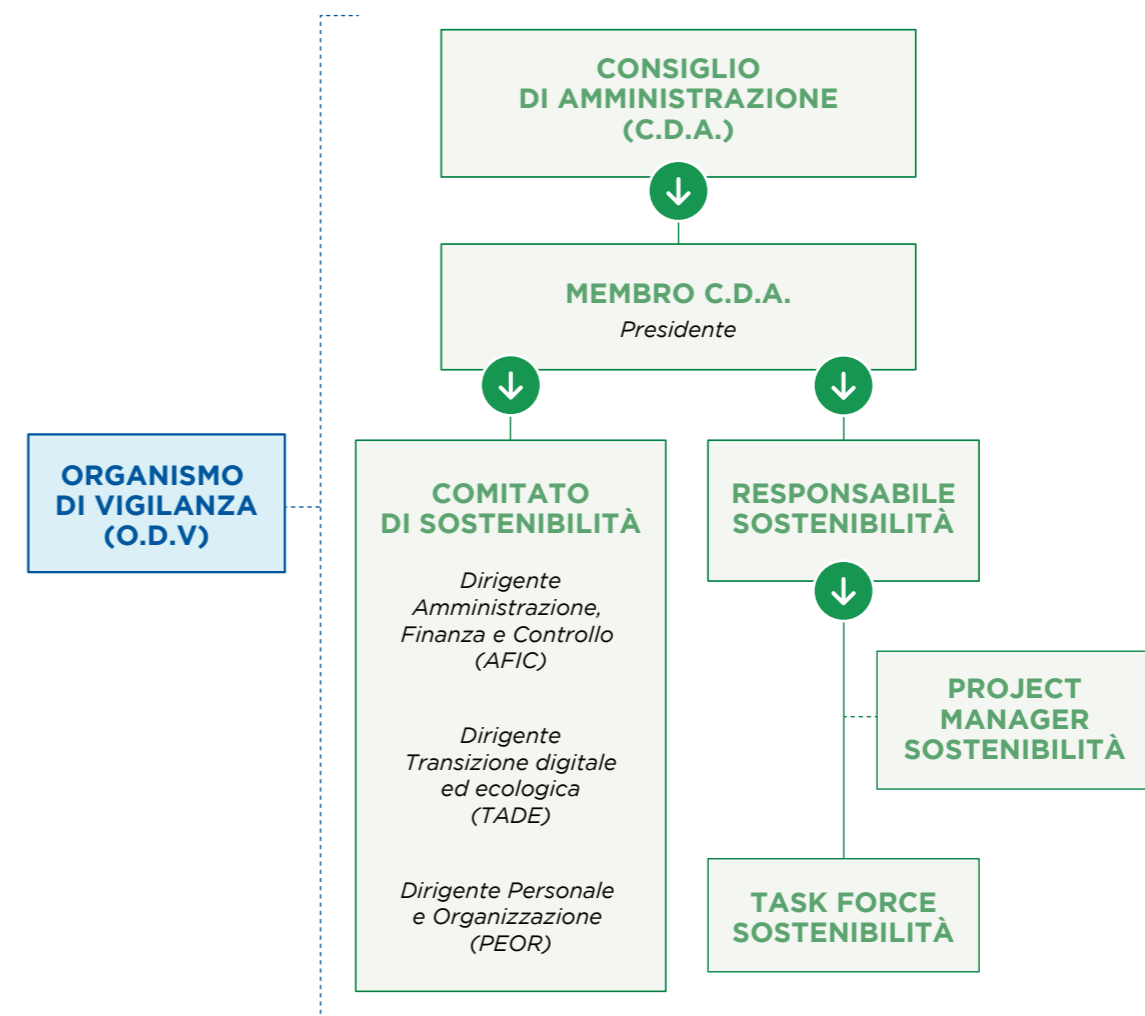 CONSIGLIO
DI AMMINISTRAZIONE
(C.D.A.)
MEMBRO C.D.A.
Presidente
ORGANISMO
DI VIGILANZA
(O.D.V)
COMITATO
DI SOSTENIBILITÀ
Dirigente
Amministrazione,
Finanza e Controllo
(AFIC)
Dirigente
Transizione digitale
ed ecologica
(TADE)
Dirigente Personale
e Organizzazione
(PEOR)
RESPONSABILE
SOSTENIBILITÀ
PROJECT
MANAGER
SOSTENIBILITÀ
TASK FORCE
SOSTENIBILITÀ